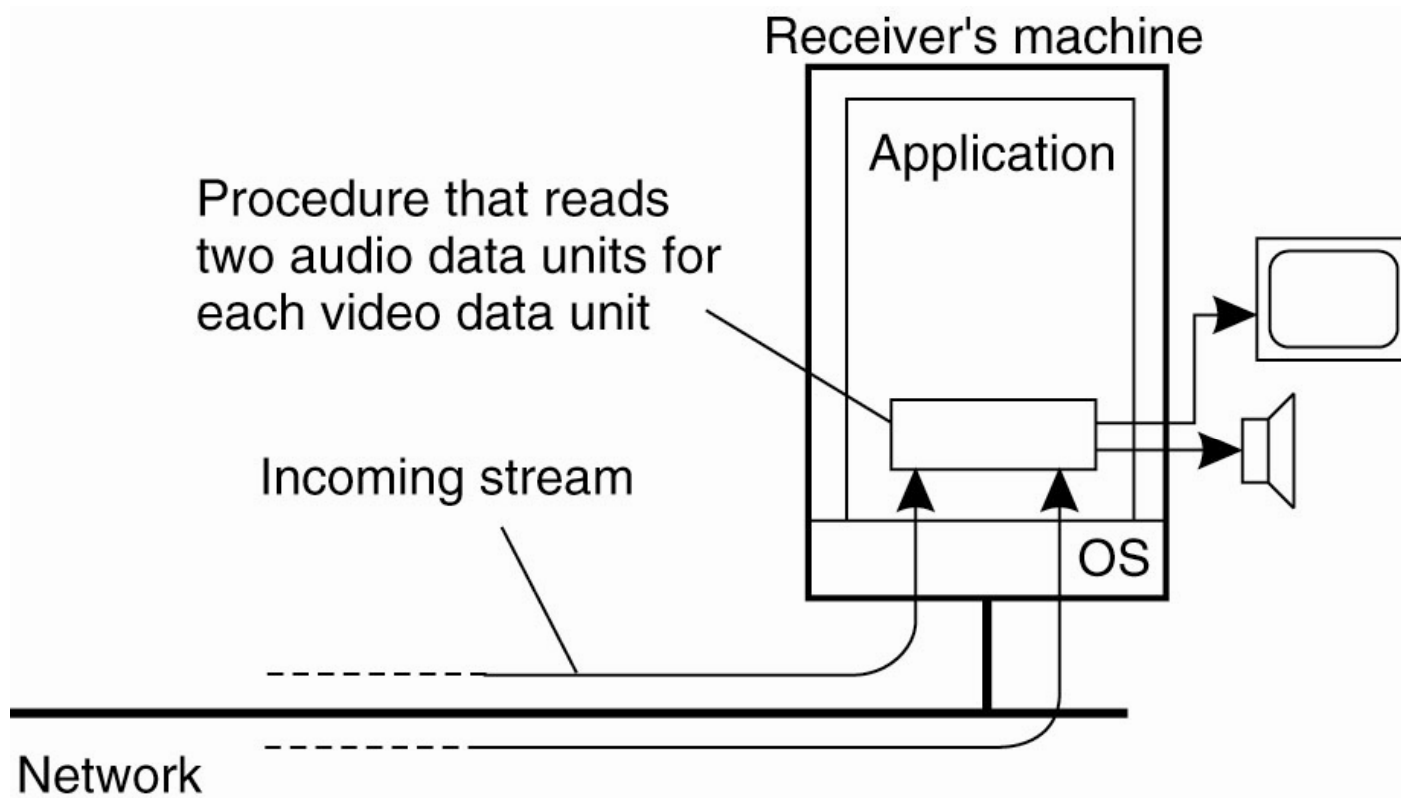 Receiver's machine
Application
Procedure that reads
two audio data units for
each video data unit
Incoming stream
OS
Network